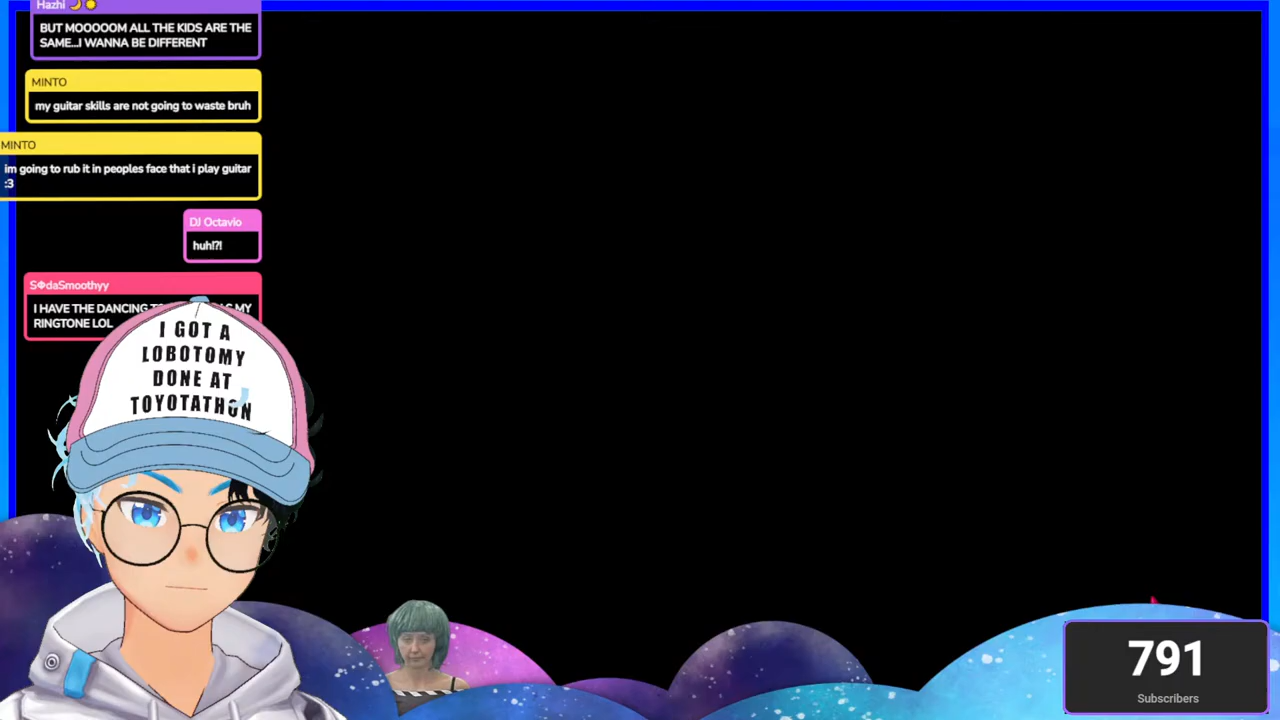 Hazhi 🌙 ☀️
BUT MOOOOOM ALL THE KIDS ARE THE
SAME...I WANNA BE DIFFERENT
MINTO
my guitar skills are not going to waste bruh
MINTO
im going to rub it in peoples face that i play guitar
:3
DJ Octavio
huh!?!
S�daSmoothyy
I HAVE THE DANCING MY
RINGTONE LOL
I GOT A
LOBOTOMY
DONE AT
TOYOTATHON
791
Subscribers